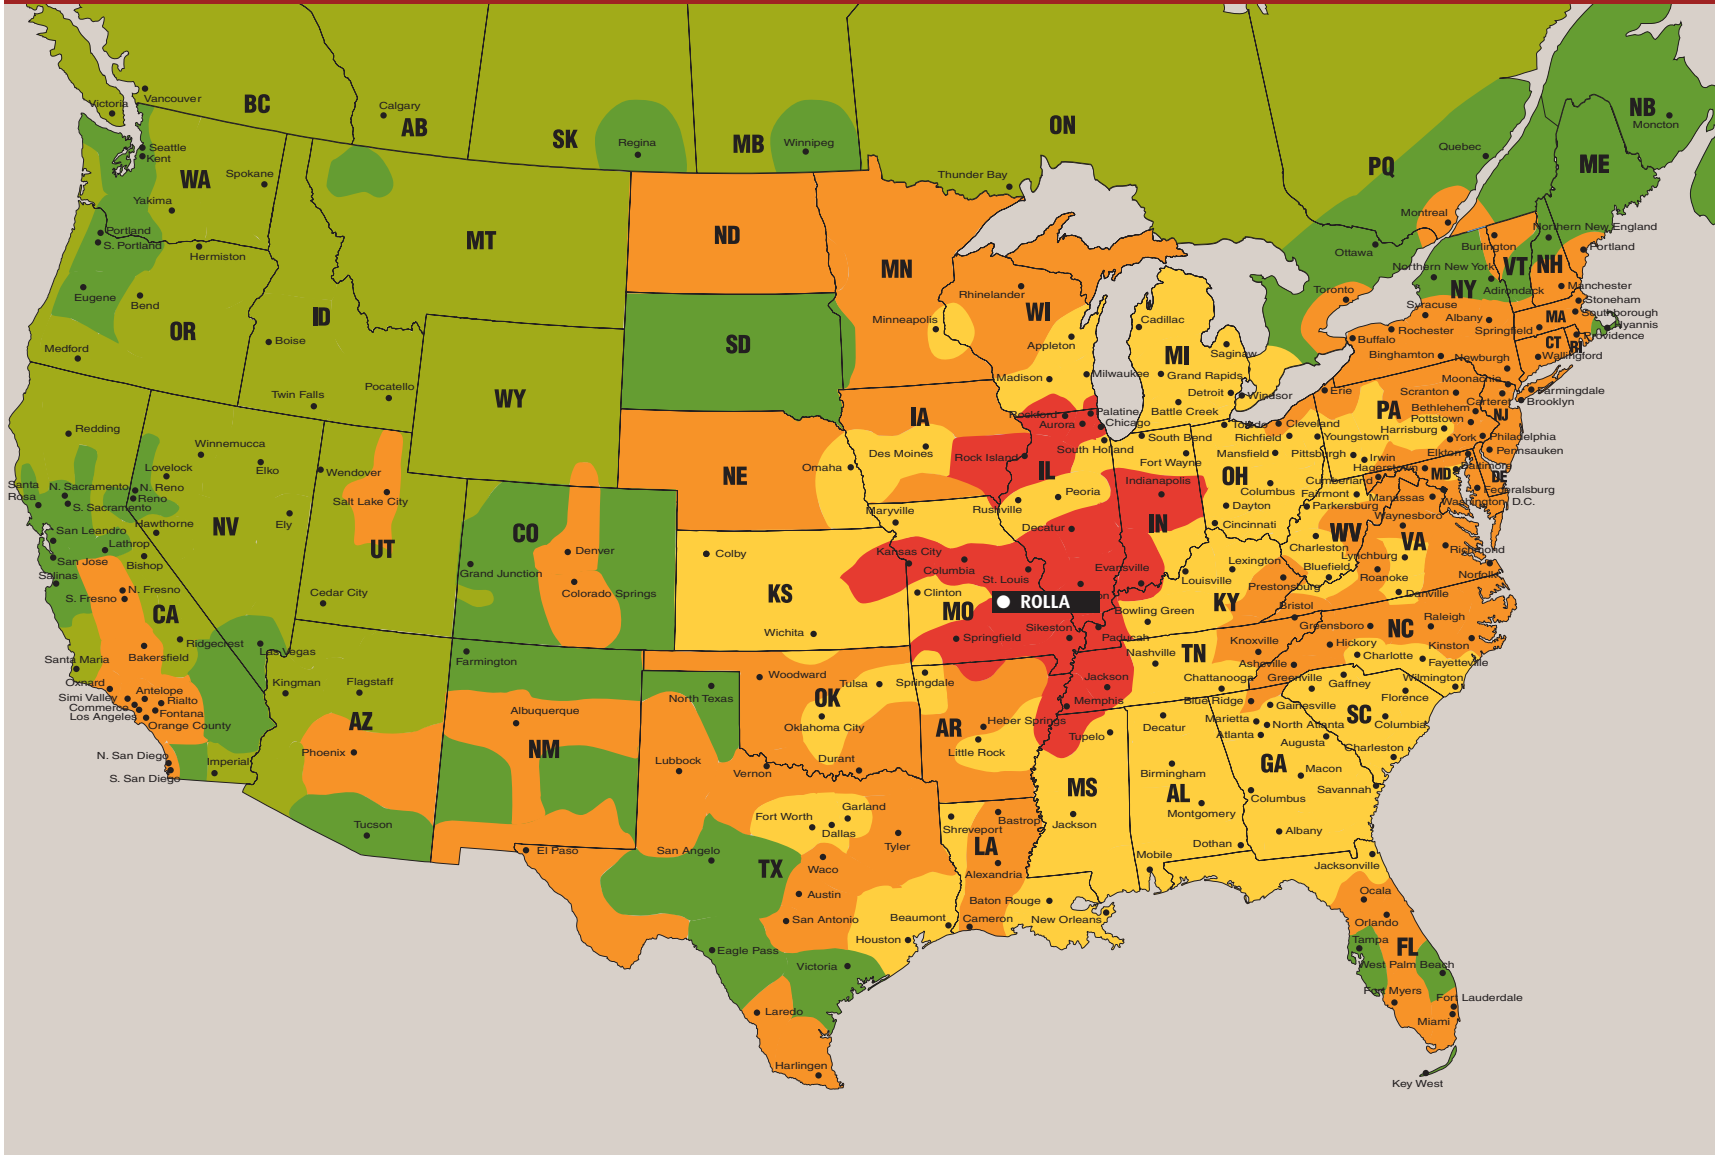 Victoria
Vancouver
BC
Calgary
AB
SK
Regina
MB
Winnipeg
ON
Thunder Bay
PQ
Quebec
Montreal
Ottawa
Toronto
NB
Moncton
ME
Seattle
Kent
WA
Spokane
Yakima
Portland
S. Portland
Hermiston
Eugene
Bend
OR
Medford
ID
Boise
Twin Falls
Pocatello
MT
WY
ND
SD
NE
Omaha
MN
Minneapolis
WI
Rhinelander
Appleton
Madison
Milwaukee
MI
Cadillac
Saginaw
Grand Rapids
Detroit
Windsor
Battle Creek
IA
Des Moines
IL
Rockford
Palatine
Aurora
Chicago
South Holland
Rock Island
Peoria
Rushville
Decatur
IN
South Bend
Fort Wayne
Indianapolis
Evansville
OH
Toledo
Cleveland
Richfield
Youngstown
Mansfield
Columbus
Dayton
Cincinnati
PA
Erie
Pittsburgh
Irwin
Scranton
Bethlehem
Pottstown
Harrisburg
York
Philadelphia
Pennsauken
NY
Northern New York
Adirondack
Syracuse
Albany
Rochester
Buffalo
Binghamton
Newburgh
Farmingdale
Brooklyn
Burlington
VT
NH
Northern New England
Portland
Manchester
Stoneham
Southborough
Hyannis
MA
Springfield
Providence
CT
RI
Wallingford
Moonachie
Carteret
NJ
Elkton
Baltimore
MD
DE
Hagerstown
Cumberland
Federalsburg
Washington, D.C.
Manassas
Fairmont
Parkersburg
WV
Charleston
Bluefield
VA
Waynesboro
Richmond
Lynchburg
Roanoke
Norfolk
Danville
KY
Lexington
Louisville
Prestonsburg
Bowling Green
Paducah
Bristol
TN
Nashville
Knoxville
Chattanooga
Jackson
Memphis
NC
Greensboro
Raleigh
Hickory
Kinston
Charlotte
Fayetteville
Asheville
Wilmington
SC
Greenville
Gaffney
Florence
Columbia
Charleston
GA
Blue Ridge
Gainesville
Marietta
North Atlanta
Atlanta
Augusta
Macon
Columbus
Savannah
Albany
AL
Decatur
Birmingham
Montgomery
Dothan
Mobile
MS
Tupelo
Jackson
FL
Jacksonville
Ocala
Orlando
Tampa
West Palm Beach
Fort Myers
Fort Lauderdale
Miami
Key West
MO
Maryville
Kansas City
Columbia
St. Louis
Clinton
on
ROLLA
Springfield
Sikeston
KS
Colby
Wichita
OK
Woodward
Tulsa
Oklahoma City
Durant
AR
Springdale
Heber Springs
Little Rock
LA
Shreveport
Bastrop
Alexandria
Baton Rouge
Cameron
New Orleans
TX
North Texas
Lubbock
Vernon
Fort Worth
Garland
Dallas
Tyler
Waco
San Angelo
El Paso
Austin
San Antonio
Beaumont
Houston
Eagle Pass
Victoria
Laredo
Harlingen
NM
Farmington
Albuquerque
CO
Denver
Grand Junction
Colorado Springs
UT
Wendover
Salt Lake City
Cedar City
AZ
Kingman
Flagstaff
Phoenix
Tucson
NV
Winnemucca
Lovelock
Elko
N. Reno
Reno
Hawthorne
Ely
Las Vegas
CA
Redding
Santa
Rosa
N. Sacramento
S. Sacramento
San Leandro
Lathrop
San Jose
Bishop
Salinas
N. Fresno
S. Fresno
Ridgecrest
Bakersfield
Santa Maria
Oxnard
Antelope
Simi Valley
Rialto
Commerce
Fontana
Los Angeles
Orange County
N. San Diego
S. San Diego
Imperial